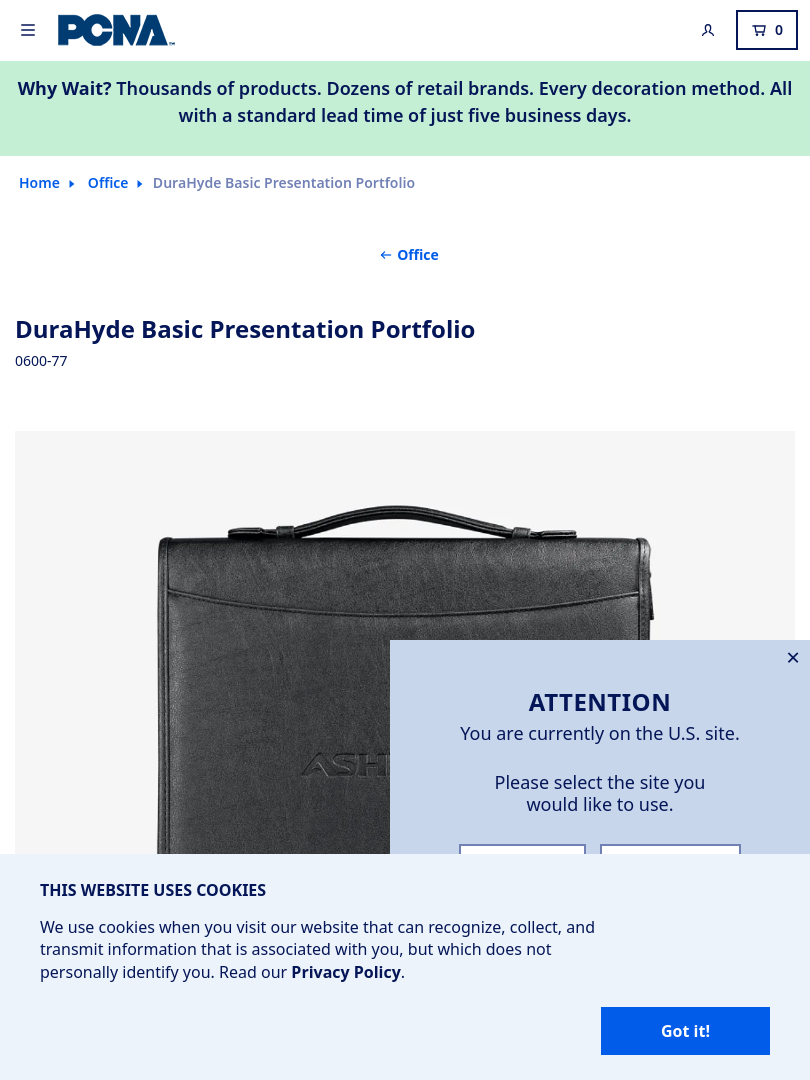 PCNA
0
Why Wait? Thousands of products. Dozens of retail brands. Every decoration method. All
with a standard lead time of just five business days.
Home Office DuraHyde Basic Presentation Portfolio
← Office
DuraHyde Basic Presentation Portfolio
0600-77
ATTENTION
You are currently on the U.S. site.
Please select the site you
would like to use.
THIS WEBSITE USES COOKIES
We use cookies when you visit our website that can recognize, collect, and
transmit information that is associated with you, but which does not
personally identify you. Read our Privacy Policy.
Got it!